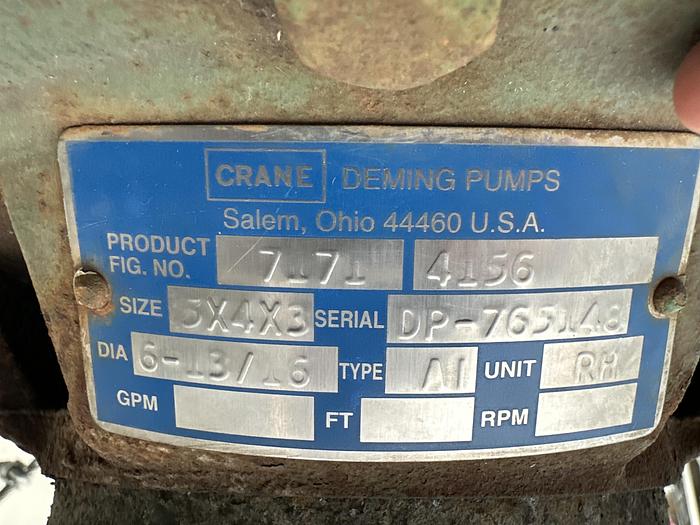 CRANE DEMING PUMPS
Salem, Ohio 44460 U.S.A.
PRODUCT FIG. NO. 7171 4156
SIZE 5X4X3 SERIAL DP-765148
DIA 6-13/16 TYPE A1 UNIT RH
GPM FT RPM